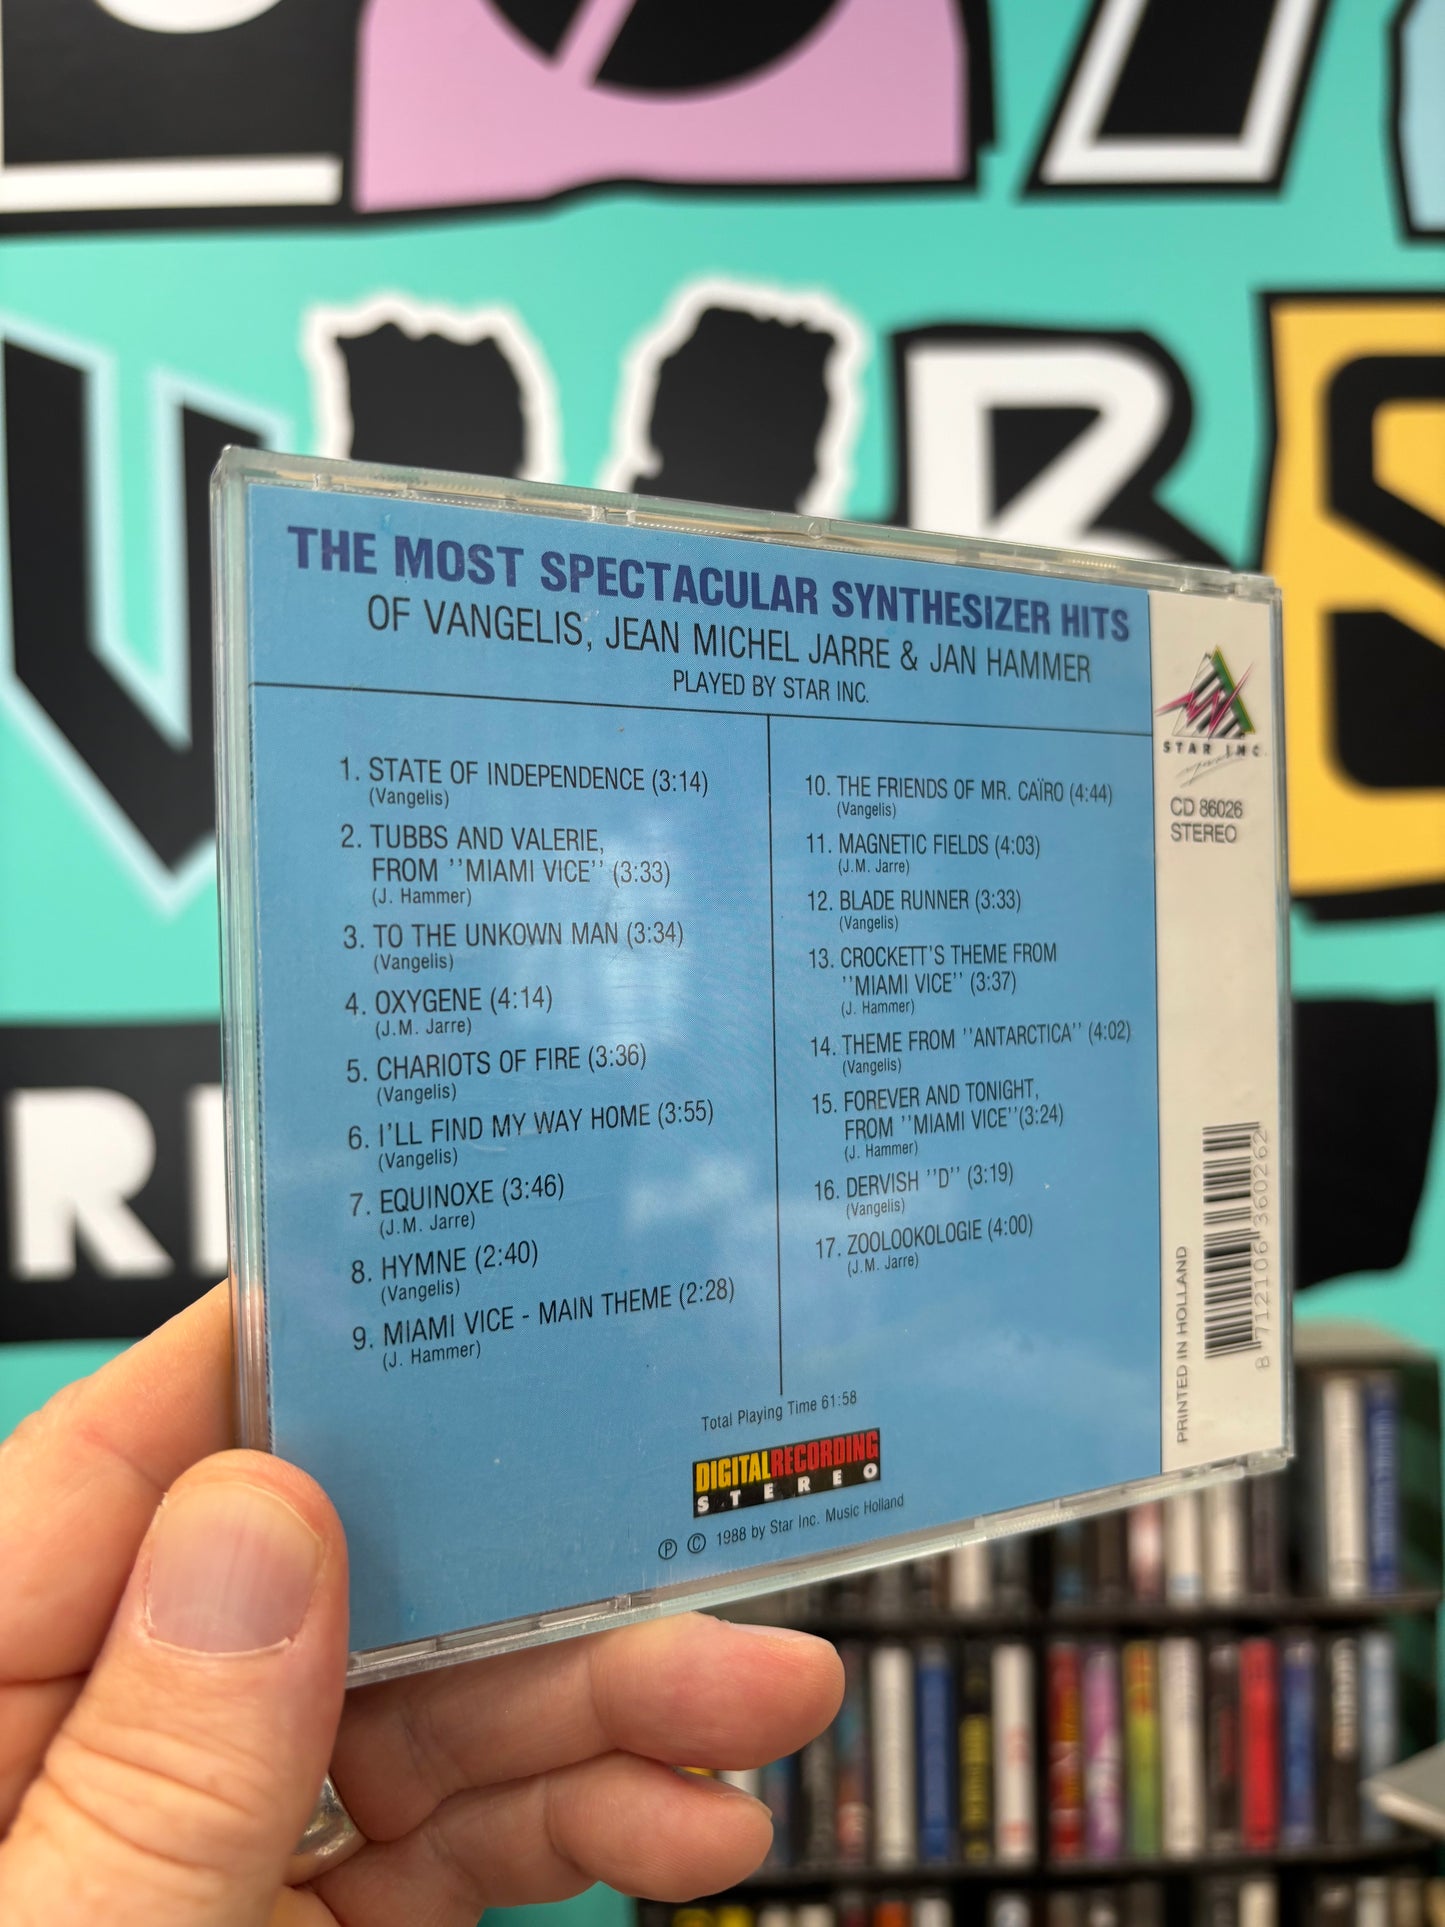 THE MOST SPECTACULAR SYNTHESIZER HITS
OF VANGELIS, JEAN MICHEL JARRE & JAN HAMMER
PLAYED BY STAR INC.
1. STATE OF INDEPENDENCE (3:14)
(Vangelis)
2. TUBBS AND VALERIE,
FROM ''MIAMI VICE'' (3:33)
(J. Hammer)
3. TO THE UNKOWN MAN (3:34)
(Vangelis)
4. OXYGENE (4:14)
(J.M. Jarre)
5. CHARIOTS OF FIRE (3:36)
(Vangelis)
6. I'LL FIND MY WAY HOME (3:55)
(Vangelis)
7. EQUINOXE (3:46)
(J.M. Jarre)
8. HYMNE (2:40)
(Vangelis)
9. MIAMI VICE - MAIN THEME (2:28)
(J. Hammer)
10. THE FRIENDS OF MR. CAÏRO (4:44)
(Vangelis)
11. MAGNETIC FIELDS (4:03)
(J.M. Jarre)
12. BLADE RUNNER (3:33)
(Vangelis)
13. CROCKETT'S THEME FROM
''MIAMI VICE'' (3:37)
(J. Hammer)
14. THEME FROM ''ANTARCTICA'' (4:02)
(Vangelis)
15. FOREVER AND TONIGHT,
FROM ''MIAMI VICE''(3:24)
(J. Hammer)
16. DERVISH ''D'' (3:19)
(Vangelis)
17. ZOOLOOKOLOGIE (4:00)
(J.M. Jarre)
Total Playing Time 61:58
DIGITAL RECORDING
STEREO
Ⓟ © 1988 by Star Inc. Music Holland
STAR INC.
CD 86026
STEREO
PRINTED IN HOLLAND
8 712106 360262